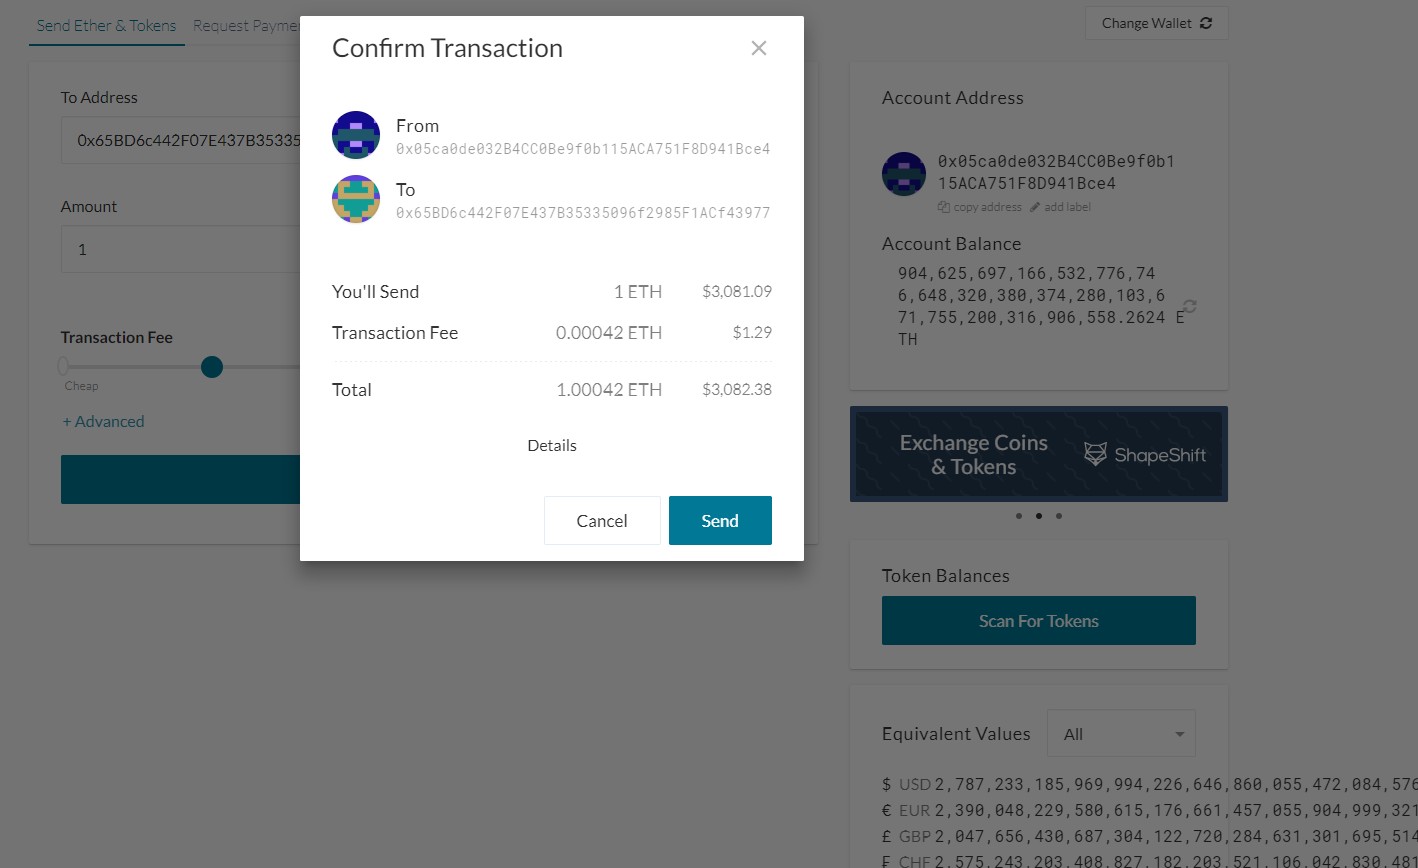 Send Ether & Tokens
Request Payme
Change Wallet
Confirm Transaction
From
0x05ca0de032B4CC0Be9f0b115ACA751F8D941Bce4
To
0x65BD6c442F07E437B35335096f2985F1ACf43977
You'll Send 1 ETH $3,081.09
Transaction Fee 0.00042 ETH $1.29
Total 1.00042 ETH $3,082.38
Details
Cancel
Send
To Address
0x65BD6c442F07E437B35335
Amount
1
Transaction Fee
Cheap
+ Advanced
Account Address
0x05ca0de032B4CC0Be9f0b1
15ACA751F8D941Bce4
copy address add label
Account Balance
904,625,697,166,532,776,74
6,648,320,380,374,280,103,6
71,755,200,316,906,558.2624 E
TH
Exchange Coins
& Tokens
ShapeShift
Token Balances
Scan For Tokens
Equivalent Values All
$ USD 2,787,233,185,969,994,226,646,860,055,472,084,576
€ EUR 2,390,048,229,580,615,176,661,457,055,904,999,321
£ GBP 2,047,656,430,687,304,122,720,284,631,301,695,514
₣ CHF 2,575,243,203,408,827,182,203,521,106,042,830,481